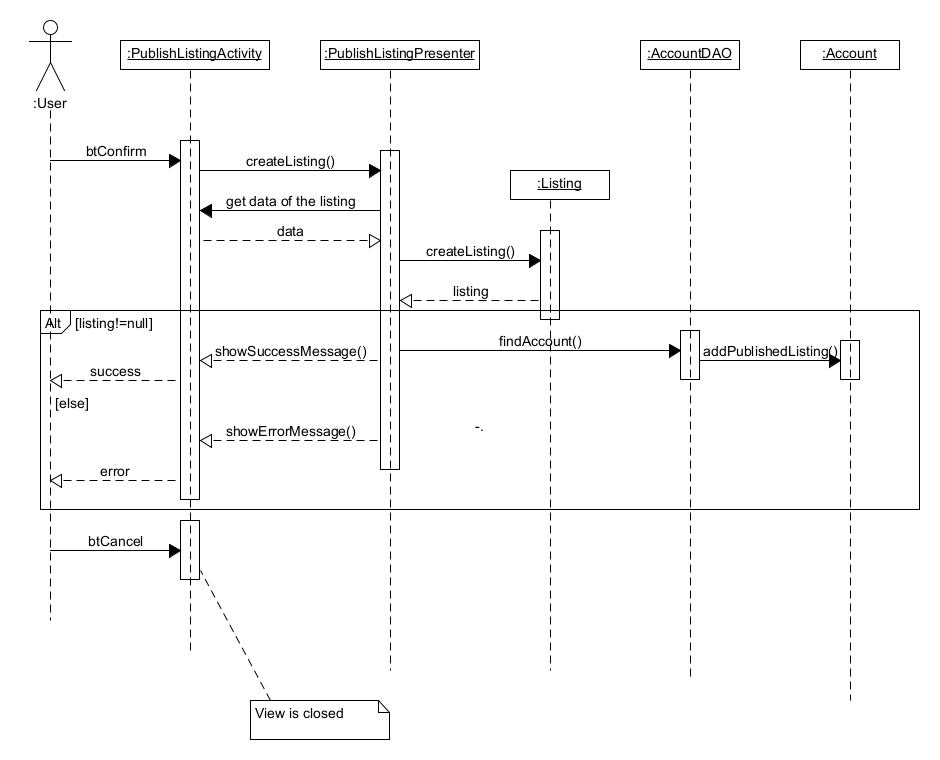 :PublishListingActivity
:PublishListingPresenter
:AccountDAO
:Account
:User
btConfirm
createListing()
:Listing
get data of the listing
data
createListing()
listing
Alt
[listing!=null]
findAccount()
showSuccessMessage()
addPublishedListing()
success
[else]
-.
showErrorMessage()
error
btCancel
View is closed